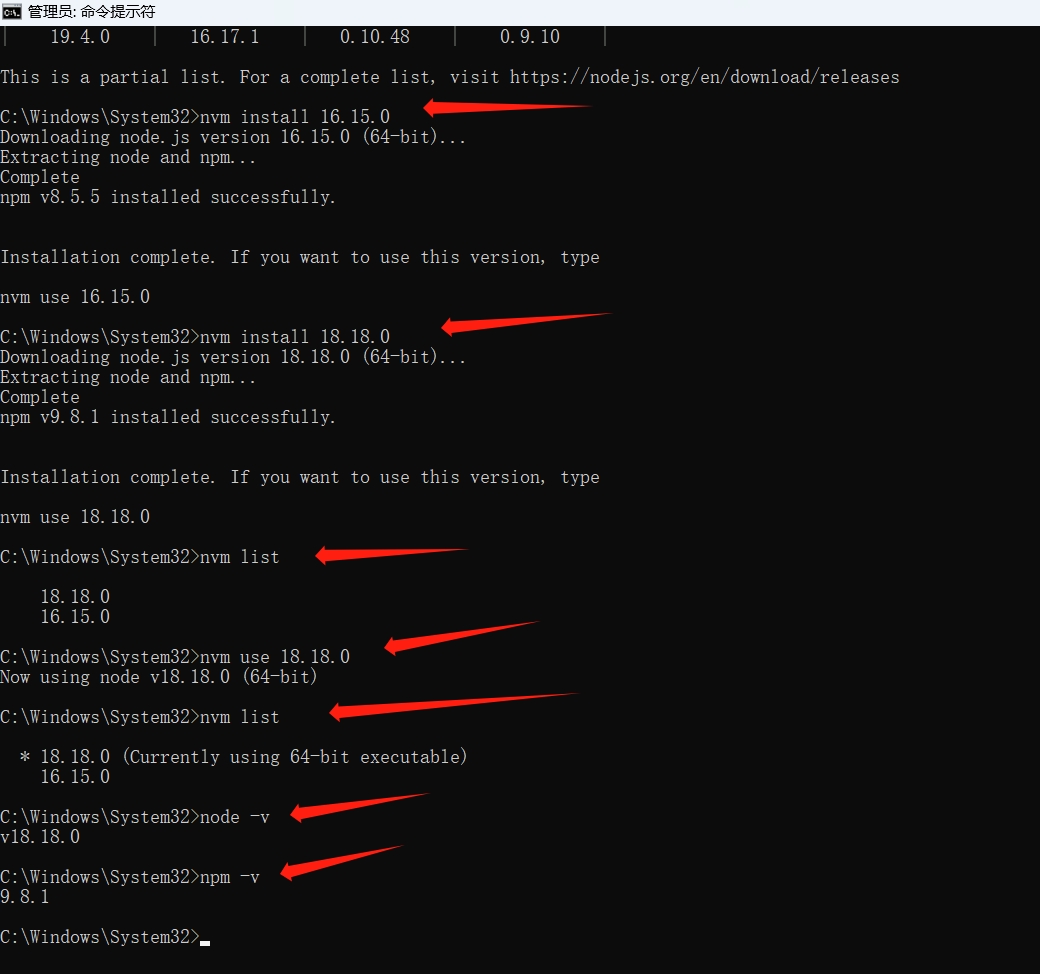 管理员: 命令提示符
|    19.4.0    |   16.17.1    |   0.10.48    |    0.9.10    |
This is a partial list. For a complete list, visit https://nodejs.org/en/download/releases
C:\Windows\System32>nvm install 16.15.0
Downloading node.js version 16.15.0 (64-bit)...
Extracting node and npm...
Complete
npm v8.5.5 installed successfully.
Installation complete. If you want to use this version, type
nvm use 16.15.0
C:\Windows\System32>nvm install 18.18.0
Downloading node.js version 18.18.0 (64-bit)...
Extracting node and npm...
Complete
npm v9.8.1 installed successfully.
Installation complete. If you want to use this version, type
nvm use 18.18.0
C:\Windows\System32>nvm list
18.18.0
16.15.0
C:\Windows\System32>nvm use 18.18.0
Now using node v18.18.0 (64-bit)
C:\Windows\System32>nvm list
* 18.18.0 (Currently using 64-bit executable)
16.15.0
C:\Windows\System32>node -v
v18.18.0
C:\Windows\System32>npm -v
9.8.1
C:\Windows\System32>